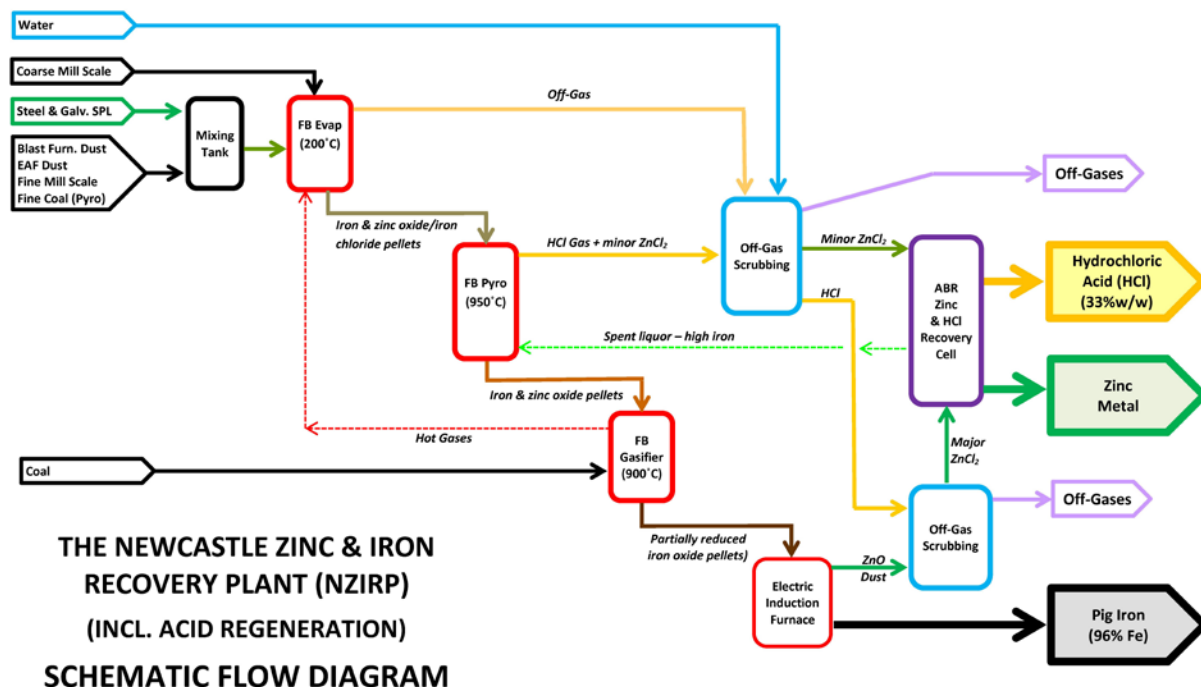 Water
Coarse Mill Scale
Steel & Galv. SPL
Blast Furn. Dust
EAF Dust
Fine Mill Scale
Fine Coal (Pyro)
Mixing
Tank
FB Evap
(200˚C)
Off-Gas
Iron & zinc oxide/iron
chloride pellets
FB Pyro
(950˚C)
HCl Gas + minor ZnCl₂
Off-Gas
Scrubbing
Off-Gases
Minor ZnCl₂
HCl
ABR
Zinc
& HCl
Recovery
Cell
Hydrochloric
Acid (HCl)
(33%w/w)
Spent liquor – high iron
Zinc
Metal
Iron & zinc oxide pellets
Hot Gases
FB
Gasifier
(900˚C)
Coal
Major
ZnCl₂
Off-Gas
Scrubbing
Off-Gases
Partially reduced
iron oxide pellets)
ZnO
Dust
Electric
Induction
Furnace
Pig Iron
(96% Fe)
THE NEWCASTLE ZINC & IRON
RECOVERY PLANT (NZIRP)
(INCL. ACID REGENERATION)
SCHEMATIC FLOW DIAGRAM